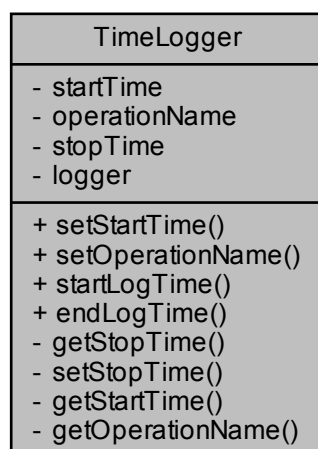 TimeLogger
- startTime
- operationName
- stopTime
- logger
+ setStartTime()
+ setOperationName()
+ startLogTime()
+ endLogTime()
- getStopTime()
- setStopTime()
- getStartTime()
- getOperationName()